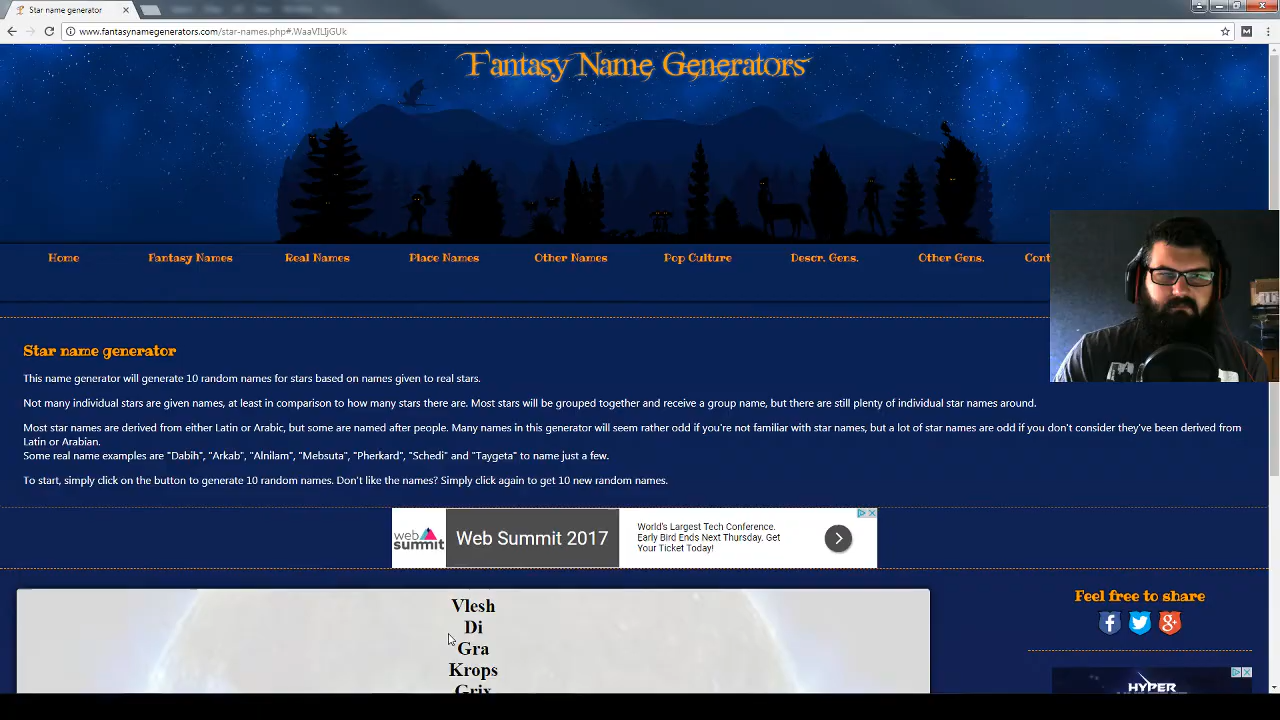 Star name generator
www.fantasynamegenerators.com/star-names.php#.WaaVILIjGUk
Fantasy Name Generators
Home Fantasy Names Real Names Place Names Other Names Pop Culture Descr. Gens. Other Gens. Cont
Star name generator
This name generator will generate 10 random names for stars based on names given to real stars.
Not many individual stars are given names, at least in comparison to how many stars there are. Most stars will be grouped together and receive a group name, but there are still plenty of individual star names around.
Most star names are derived from either Latin or Arabic, but some are named after people. Many names in this generator will seem rather odd if you're not familiar with star names, but a lot of star names are odd if you don't consider they've been derived from
Latin or Arabian.
Some real name examples are "Dabih", "Arkab", "Alnilam", "Mebsuta", "Pherkard", "Schedi" and "Taygeta" to name just a few.
To start, simply click on the button to generate 10 random names. Don't like the names? Simply click again to get 10 new random names.
web summit
Web Summit 2017
World's Largest Tech Conference.
Early Bird Ends Next Thursday. Get
Your Ticket Today!
Vlesh
Di
Gra
Krops
Grix
Feel free to share
HYPER